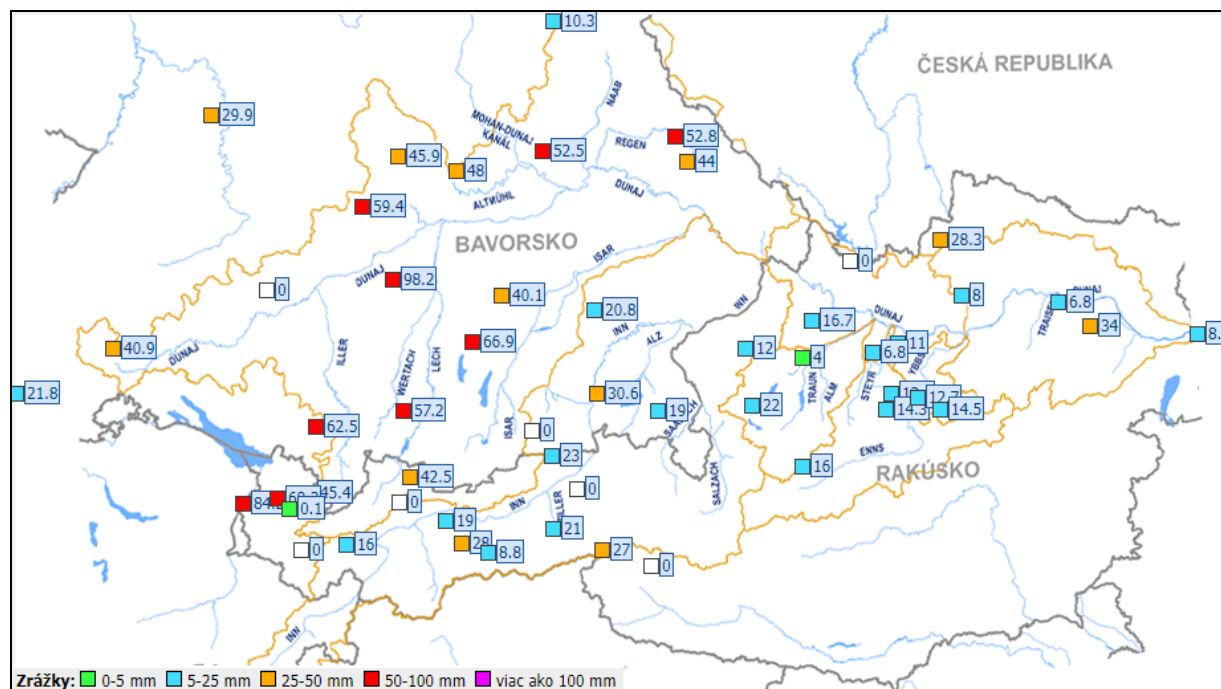 10.3
ČESKÁ REPUBLIKA
NAAB
29.9
MOHAN-DUNAJ
KANÁL
52.8
REGEN
52.5
45.9
44
48
DUNAJ
ALTMÜHL
59.4
28.3
BAVORSKO
ISAR
0
DUNAJ
98.2
0
40.1
8
6.8
DUNAJ
INN
20.8
DUNAJ
TRAISEN
16.7
34
INN
ALZ
8.
66.9
11
12
6.8
4
40.9
DUNAJ
ILLER
WERTACH
LECH
TRAUN
ALM
STEYR
YBBS
21.8
30.6
12.7
57.2
19
22
14.3
14.5
62.5
ISAR
0
ENNS
23
16
RAKÚSKO
42.5
SALZACH
45.4
0
0
0.1
INN
19
21
28
16
0
8.8
27
0
INN
Zrážky: 0-5 mm 5-25 mm 25-50 mm 50-100 mm viac ako 100 mm